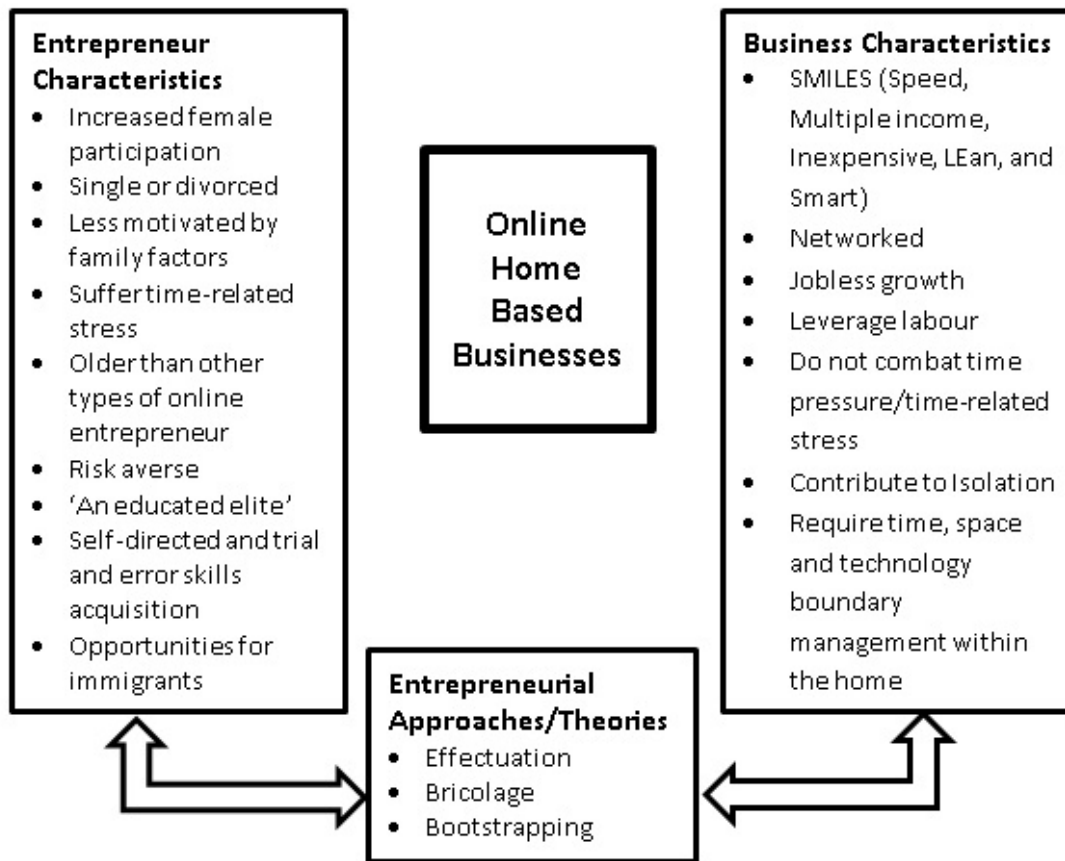 Entrepreneur
Characteristics
• Increased female
participation
• Single or divorced
• Less motivated by
family factors
• Suffer time-related
stress
• Older than other
types of online
entrepreneur
• Risk averse
• ‘An educated elite’
• Self-directed and trial
and error skills
acquisition
• Opportunities for
immigrants
Online
Home
Based
Businesses
Business Characteristics
• SMILES (Speed,
Multiple income,
Inexpensive, LEan, and
Smart)
• Networked
• Jobless growth
• Leverage labour
• Do not combat time
pressure/time-related
stress
• Contribute to Isolation
• Require time, space
and technology
boundary
management within
the home
Entrepreneurial
Approaches/Theories
• Effectuation
• Bricolage
• Bootstrapping